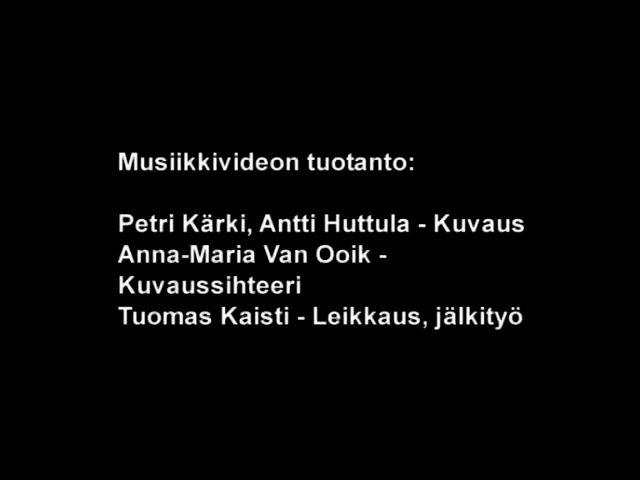 Musiikkivideon tuotanto:
Petri Kärki, Antti Huttula - Kuvaus
Anna-Maria Van Ooik -
Kuvaussihteeri
Tuomas Kaisti - Leikkaus, jälkityö